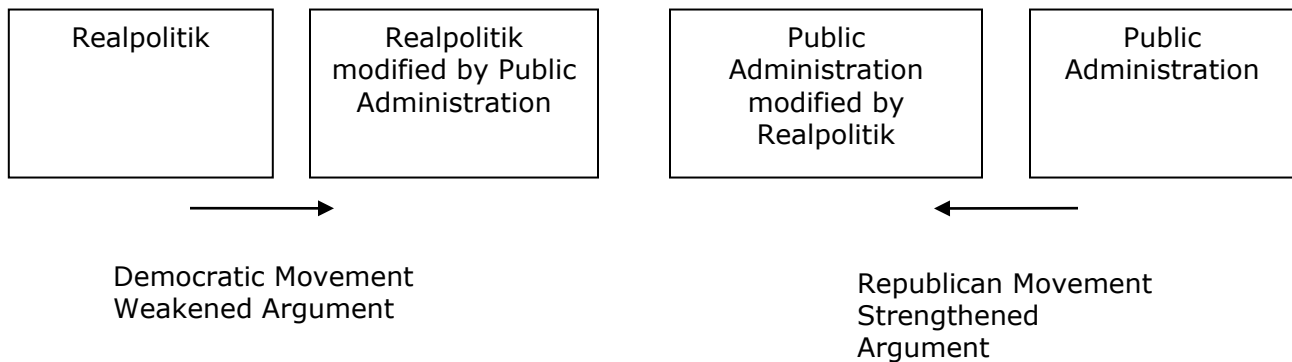 Realpolitik
Realpolitik
modified by Public
Administration
Public
Administration
modified by
Realpolitik
Public
Administration
Democratic Movement
Weakened Argument
Republican Movement
Strengthened
Argument